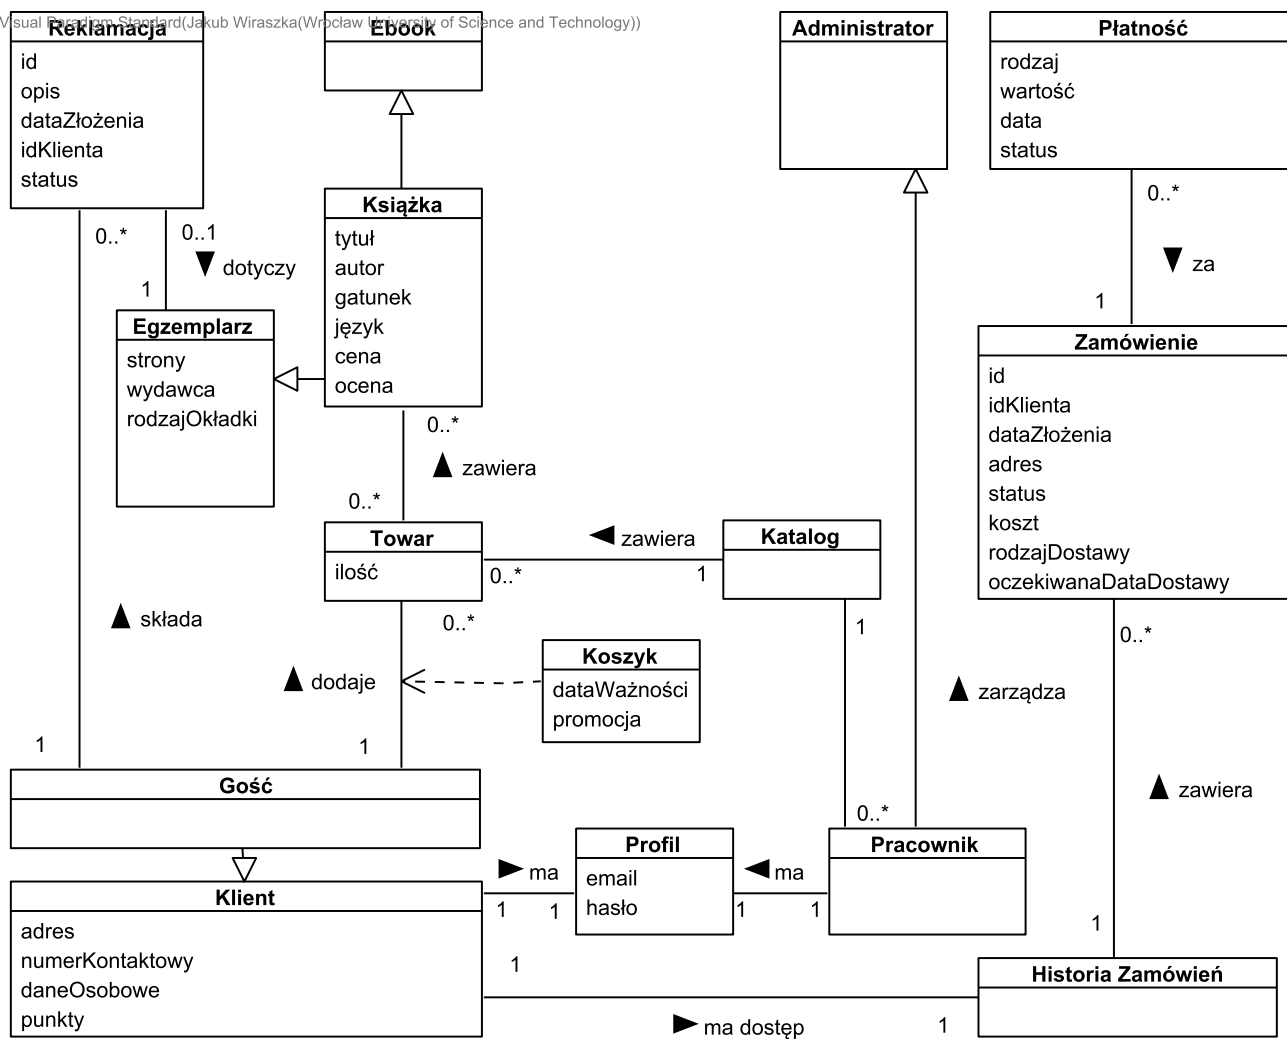 Visual Paradigm Standard(Jakub Wiraszka(Wrocław University of Science and Technology))
Reklamacja
id
opis
dataZłożenia
idKlienta
status
Ebook
Administrator
Płatność
rodzaj
wartość
data
status
0..*
0..1
dotyczy
1
Książka
tytuł
autor
gatunek
język
cena
ocena
0..*
za
1
Egzemplarz
strony
wydawca
rodzajOkładki
Zamówienie
id
idKlienta
dataZłożenia
adres
status
koszt
rodzajDostawy
oczekiwanaDataDostawy
0..*
zawiera
0..*
Towar
ilość
zawiera
0..*
1
Katalog
0..*
składa
1
0..*
Koszyk
dataWażności
promocja
dodaje
zarządza
1
1
zawiera
Gość
0..*
Profil
email
hasło
Pracownik
ma
ma
1
1
1
1
1
Klient
adres
numerKontaktowy
daneOsobowe
punkty
1
Historia Zamówień
ma dostęp
1